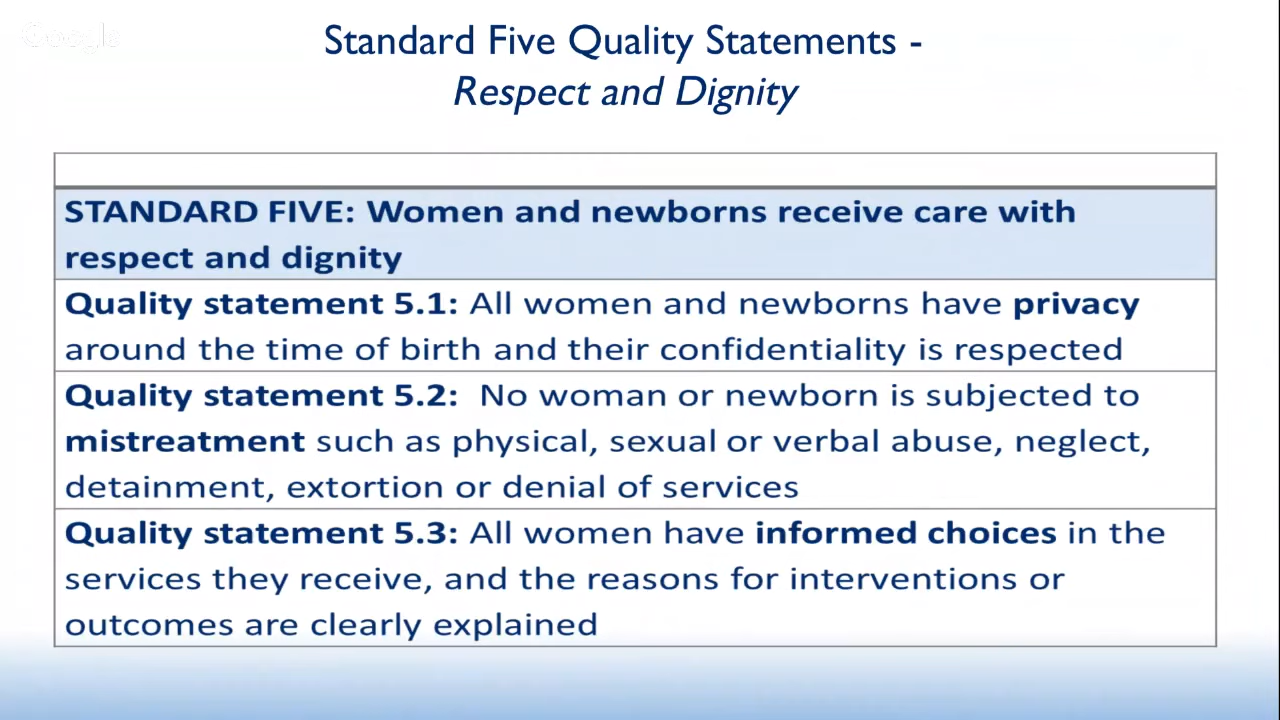 Google
Standard Five Quality Statements -
Respect and Dignity
STANDARD FIVE: Women and newborns receive care with
respect and dignity
Quality statement 5.1: All women and newborns have privacy
around the time of birth and their confidentiality is respected
Quality statement 5.2: No woman or newborn is subjected to
mistreatment such as physical, sexual or verbal abuse, neglect,
detainment, extortion or denial of services
Quality statement 5.3: All women have informed choices in the
services they receive, and the reasons for interventions or
outcomes are clearly explained